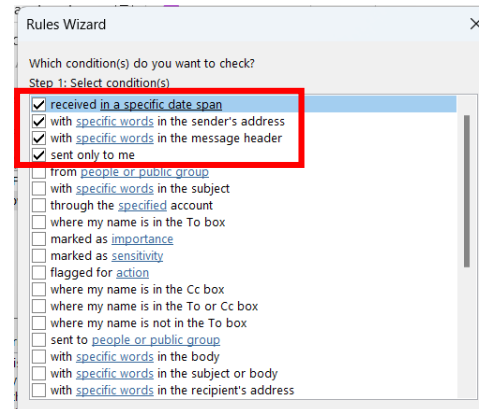 Rules Wizard
Which condition(s) do you want to check?
Step 1: Select condition(s)
received in a specific date span
with specific words in the sender's address
with specific words in the message header
sent only to me
from people or public group
with specific words in the subject
through the specified account
where my name is in the To box
marked as importance
marked as sensitivity
flagged for action
where my name is in the Cc box
where my name is in the To or Cc box
where my name is not in the To box
sent to people or public group
with specific words in the body
with specific words in the subject or body
with specific words in the recipient's address